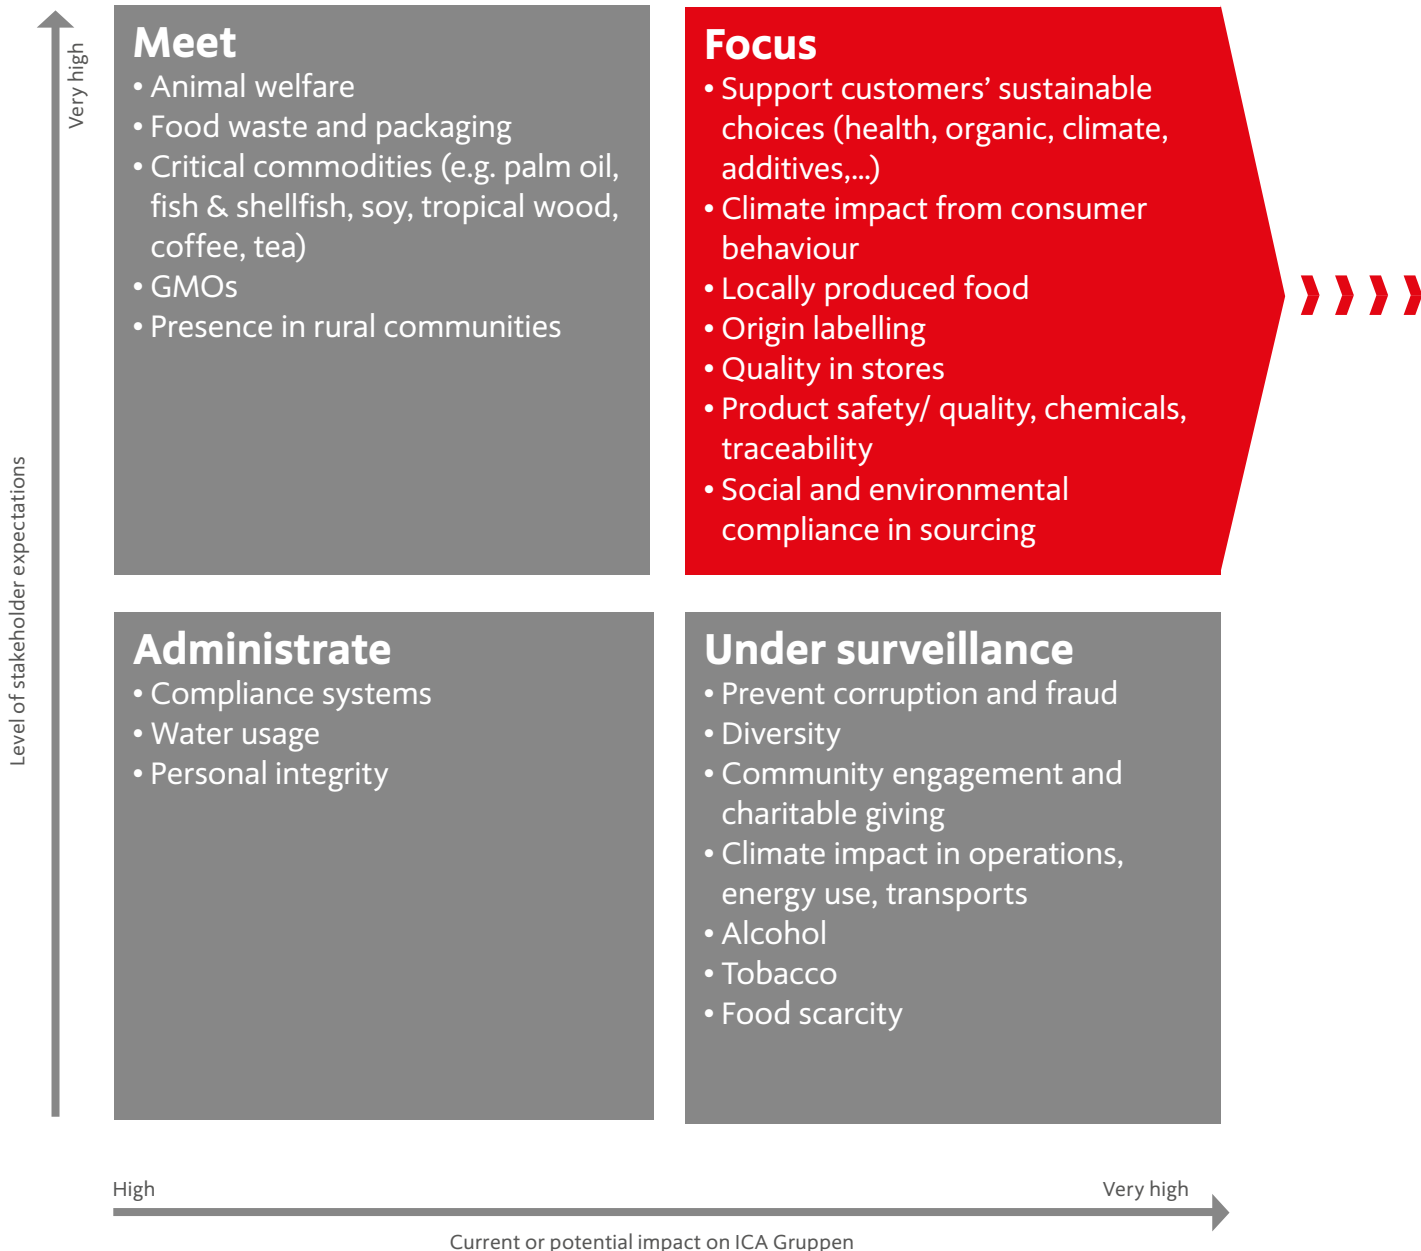 Very high
Level of stakeholder expectations
Meet
• Animal welfare
• Food waste and packaging
• Critical commodities (e.g. palm oil,
fish & shellfish, soy, tropical wood,
coffee, tea)
• GMOs
• Presence in rural communities
Focus
• Support customers’ sustainable
choices (health, organic, climate,
additives,...)
• Climate impact from consumer
behaviour
• Locally produced food
• Origin labelling
• Quality in stores
• Product safety/ quality, chemicals,
traceability
• Social and environmental
compliance in sourcing
Administrate
• Compliance systems
• Water usage
• Personal integrity
Under surveillance
• Prevent corruption and fraud
• Diversity
• Community engagement and
charitable giving
• Climate impact in operations,
energy use, transports
• Alcohol
• Tobacco
• Food scarcity
High
Very high
Current or potential impact on ICA Gruppen